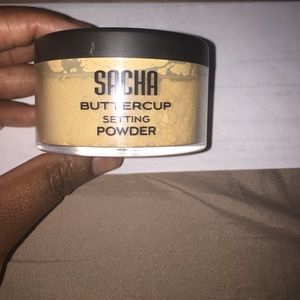 SACHA
BUTTERCUP
SETTING
POWDER